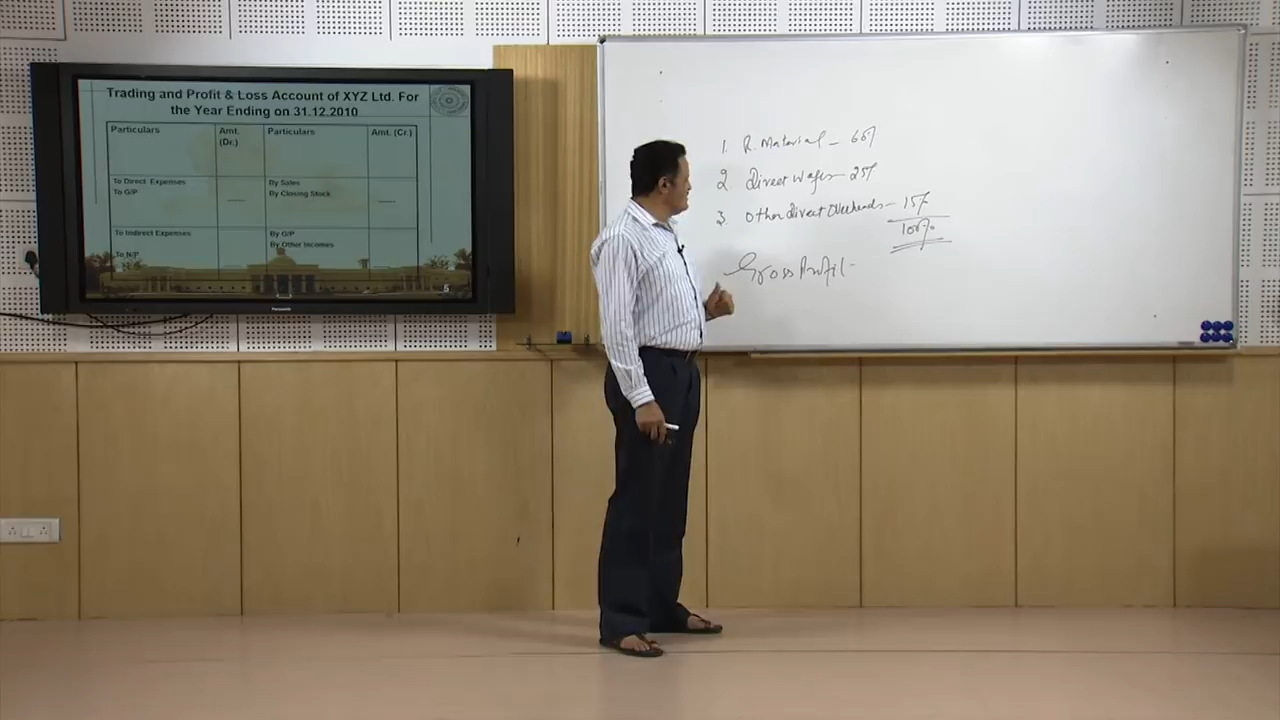 Trading and Profit & Loss Account of XYZ Ltd. For
the Year Ending on 31.12.2010
Particulars Amt. (Dr.) Particulars Amt. (Cr.)
To Direct Expenses By Sales
To G/P By Closing Stock
To Indirect Expenses By G/P
By Other Incomes
To N/P
Panasonic
1. R. Material - 60%
2 Direct Wages - 25%
3. Other Direct Overheads - 15%
100%
Gross Profit -